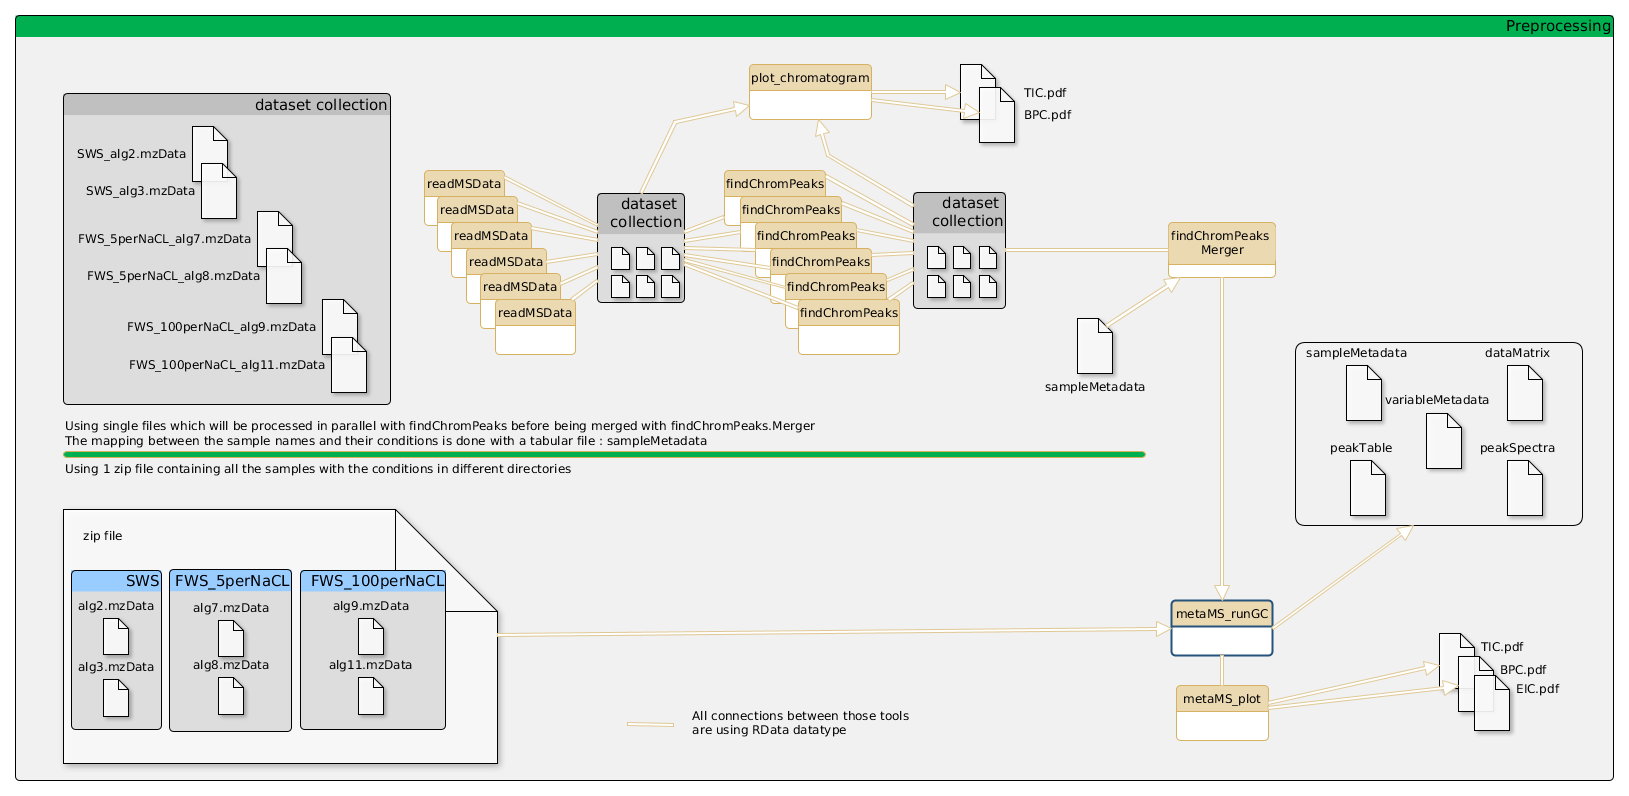 Preprocessing
dataset collection
SWS_alg2.mzData
SWS_alg3.mzData
FWS_5perNaCL_alg7.mzData
FWS_5perNaCL_alg8.mzData
FWS_100perNaCL_alg9.mzData
FWS_100perNaCL_alg11.mzData
readMSData
readMSData
readMSData
readMSData
readMSData
readMSData
dataset
collection
plot_chromatogram
TIC.pdf
BPC.pdf
findChromPeaks
findChromPeaks
findChromPeaks
findChromPeaks
findChromPeaks
findChromPeaks
dataset
collection
findChromPeaks
Merger
sampleMetadata
Using single files which will be processed in parallel with findChromPeaks before being merged with findChromPeaks.Merger
The mapping between the sample names and their conditions is done with a tabular file : sampleMetadata
Using 1 zip file containing all the samples with the conditions in different directories
sampleMetadata
dataMatrix
variableMetadata
peakTable
peakSpectra
zip file
SWS
alg2.mzData
alg3.mzData
FWS_5perNaCL
alg7.mzData
alg8.mzData
FWS_100perNaCL
alg9.mzData
alg11.mzData
metaMS_runGC
metaMS_plot
TIC.pdf
BPC.pdf
EIC.pdf
All connections between those tools
are using RData datatype